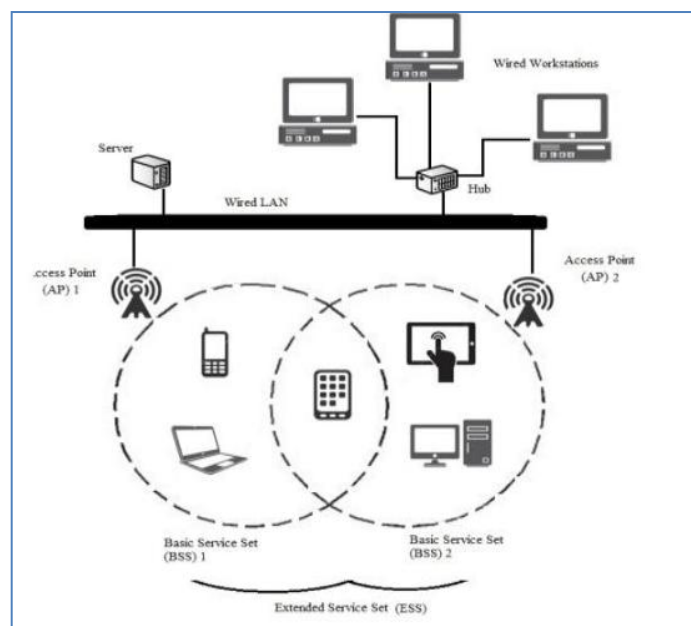 Wired Workstations
Server
Hub
Wired LAN
ccess Point
(AP) 1
Access Point
(AP) 2
Basic Service Set
(BSS) 1
Basic Service Set
(BSS) 2
Extended Service Set (ESS)